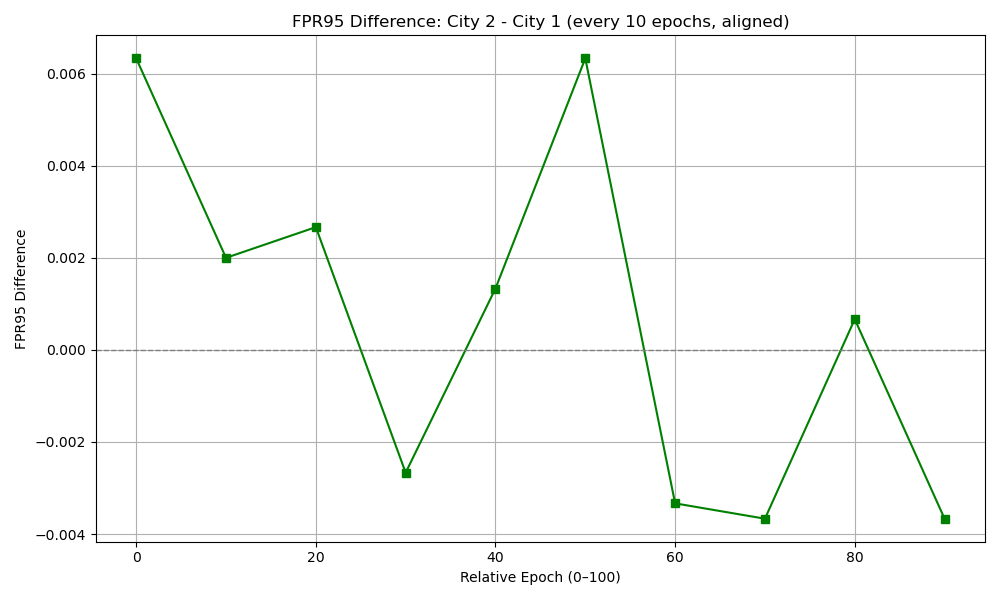 FPR95 Difference: City 2 - City 1 (every 10 epochs, aligned)
0.006
0.004
0.002
0.000
−0.002
−0.004
FPR95 Difference
0 20 40 60 80
Relative Epoch (0–100)